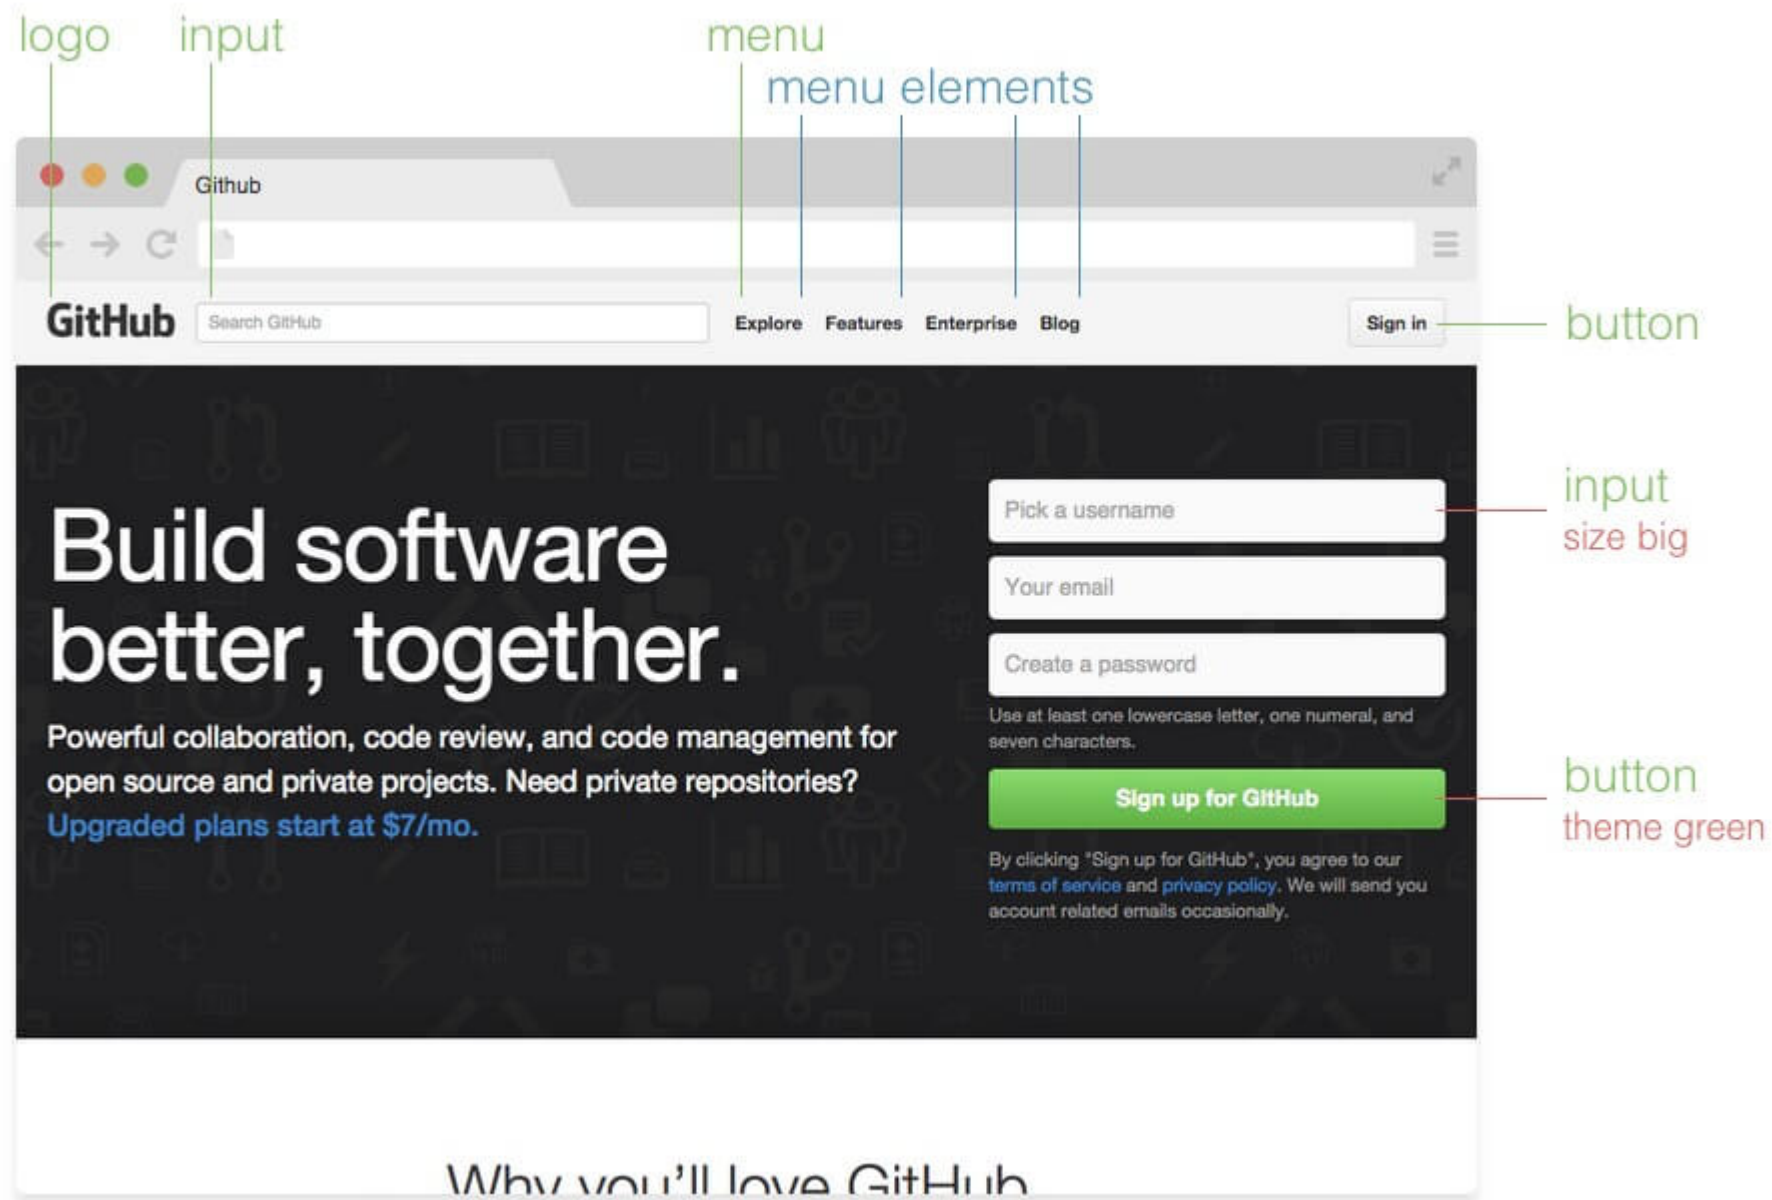 logo input menu
menu elements
Github
GitHub Search GitHub Explore Features Enterprise Blog Sign in button
Build software
better, together.
Powerful collaboration, code review, and code management for
open source and private projects. Need private repositories?
Upgraded plans start at $7/mo.
Pick a username
input
size big
Your email
Create a password
Use at least one lowercase letter, one numeral, and
seven characters.
Sign up for GitHub
button
theme green
By clicking "Sign up for GitHub", you agree to our
terms of service and privacy policy. We will send you
account related emails occasionally.
Why you'll love GitHub